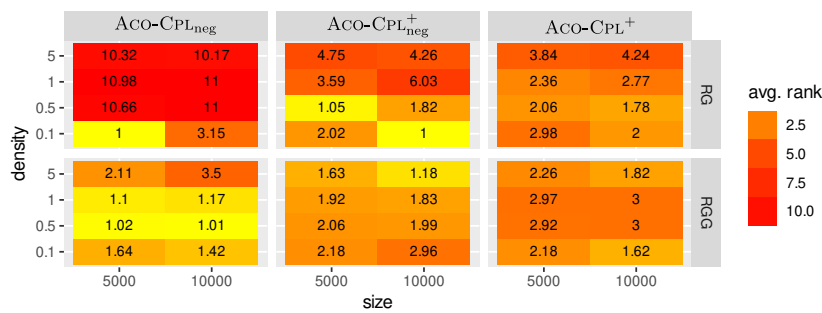 ACO-CPL_neg ACO-CPL^+_neg ACO-CPL^+
5 10.32 10.17 4.75 4.26 3.84 4.24
1 10.98 11 3.59 6.03 2.36 2.77
0.5 10.66 11 1.05 1.82 2.06 1.78
0.1 1 3.15 2.02 1 2.98 2
RG
5 2.11 3.5 1.63 1.18 2.26 1.82
1 1.1 1.17 1.92 1.83 2.97 3
0.5 1.02 1.01 2.06 1.99 2.92 3
0.1 1.64 1.42 2.18 2.96 2.18 1.62
RGG
density
5000 10000 5000 10000 5000 10000
size
avg. rank
2.5
5.0
7.5
10.0